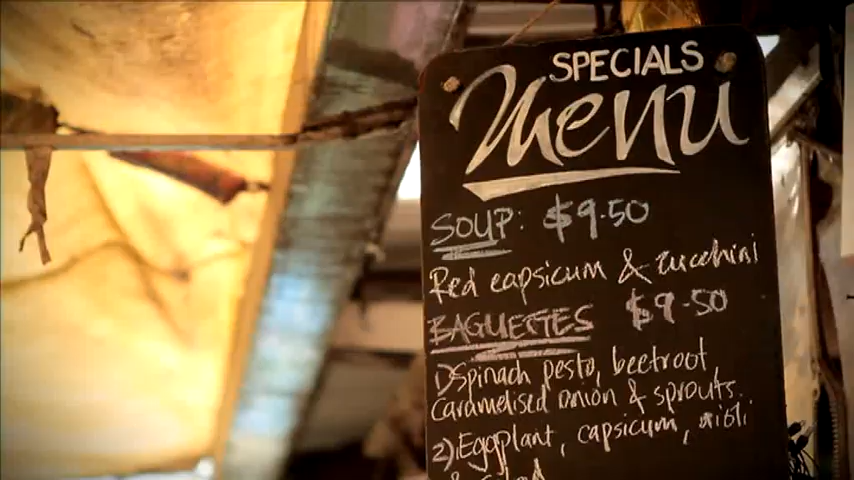 SPECIALS
Menu
SOUP: $9.50
Red capsicum & zucchini
BAGUETTES $9.50
1) Spinach pesto, beetroot,
Caramelised onion & sprouts.
2) Eggplant, capsicum,